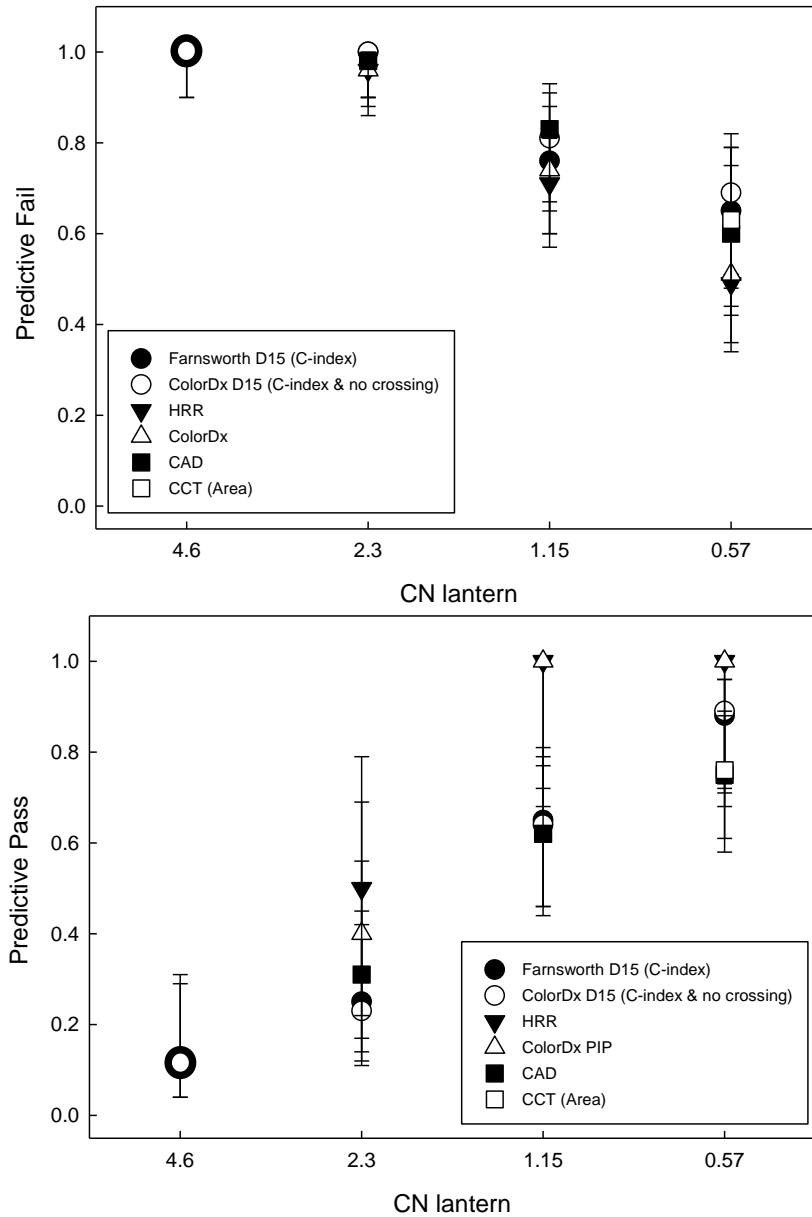 1.0
0.8
0.6
0.4
0.2
0.0
Predictive Fail
Farnsworth D15 (C-index)
ColorDx D15 (C-index & no crossing)
HRR
ColorDx
CAD
CCT (Area)
4.6 2.3 1.15 0.57
CN lantern
1.0
0.8
0.6
0.4
0.2
0.0
Predictive Pass
Farnsworth D15 (C-index)
ColorDx D15 (C-index & no crossing)
HRR
ColorDx PIP
CAD
CCT (Area)
4.6 2.3 1.15 0.57
CN lantern